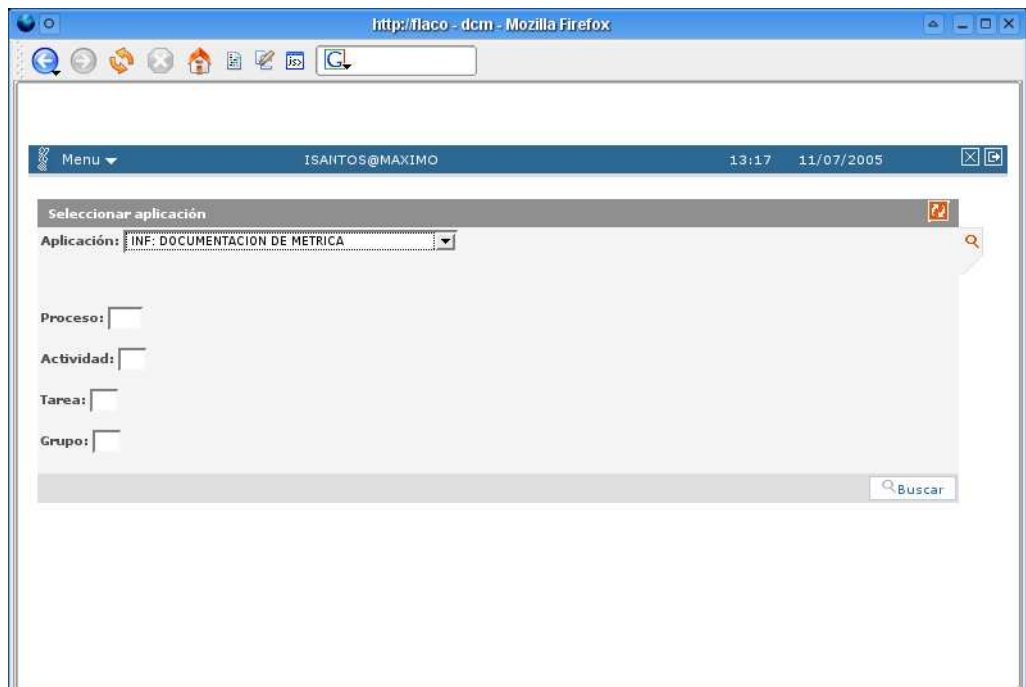 http://flaco - dcm - Mozilla Firefox
js>
G
Menu ISANTOS@MAXIMO 13:17 11/07/2005
Seleccionar aplicación
Aplicación: INF: DOCUMENTACION DE METRICA
Proceso:
Actividad:
Tarea:
Grupo:
Buscar